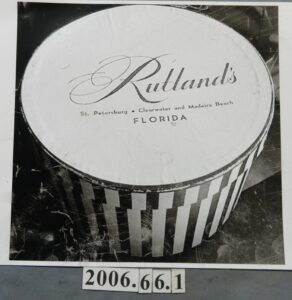 Rutland's
St. Petersburg • Clearwater and Madeira Beach
FLORIDA
2006.66.1